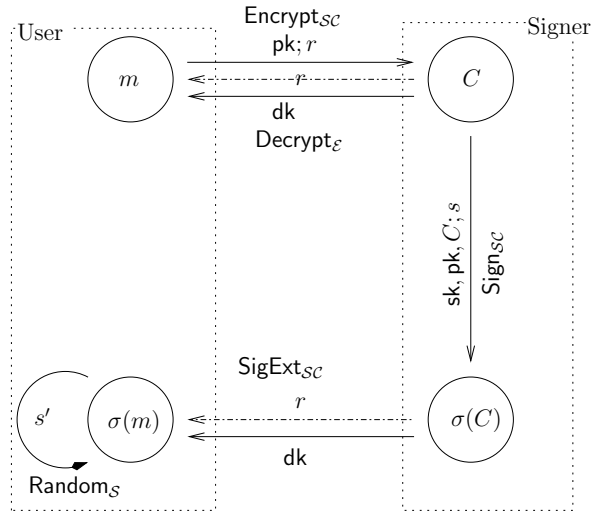 User
Signer
Encrypt_SC
pk; r
m
r
C
dk
Decrypt_E
sk, pk, C; s
Sign_SC
SigExt_SC
r
s′
σ(m)
σ(C)
dk
Random_S